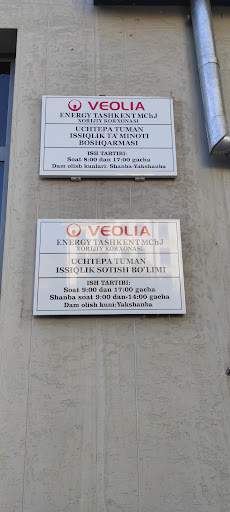 VEOLIA
ENERGY TASHKENT MChJ
XORIJIY KORXONASI
UCHTEPA TUMAN
ISSIQLIK TA'MINOTI
BOSHQARMASI
ISH TARTIBI:
Soat 8:00 dan 17:00 gacha
Dam olish kunlari: Shanba-Yakshanba
VEOLIA
ENERGY TASHKENT MChJ
XORIJIY KORXONASI
UCHTEPA TUMAN
ISSIQLIK SOTISH BO'LIMI
ISH TARTIBI:
Soat 9:00 dan 17:00 gacha
Shanba soat 9:00 dan-14:00 gacha
Dam olish kuni:Yakshanba